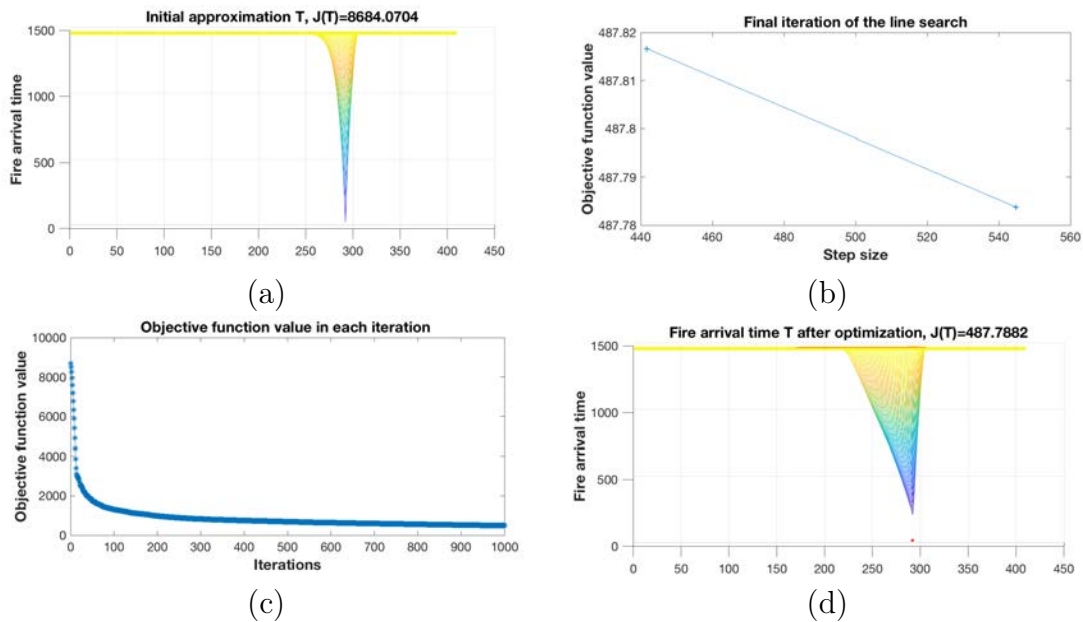 Initial approximation T, J(T)=8684.0704
Fire arrival time
1500
1000
500
0
0 50 100 150 200 250 300 350 400 450
(a)
Final iteration of the line search
Objective function value
487.82
487.81
487.8
487.79
487.78
440 460 480 500 520 540 560
Step size
(b)
Objective function value in each iteration
Objective function value
10000
8000
6000
4000
2000
0
0 100 200 300 400 500 600 700 800 900 1000
Iterations
(c)
Fire arrival time T after optimization, J(T)=487.7882
Fire arrival time
1500
1000
500
0
0 50 100 150 200 250 300 350 400 450
(d)